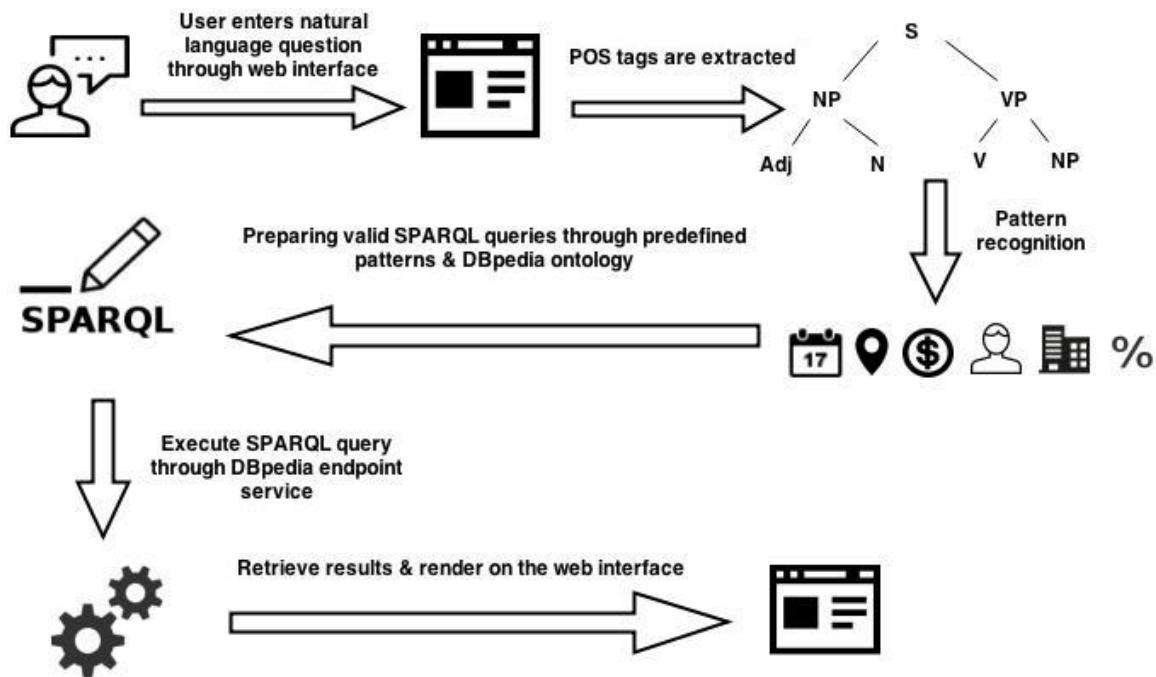 User enters natural
language question
through web interface
POS tags are extracted
S
NP
VP
Adj
N
V
NP
Pattern
recognition
Preparing valid SPARQL queries through predefined
patterns & DBpedia ontology
SPARQL
17
$
%
Execute SPARQL query
through DBpedia endpoint
service
Retrieve results & render on the web interface